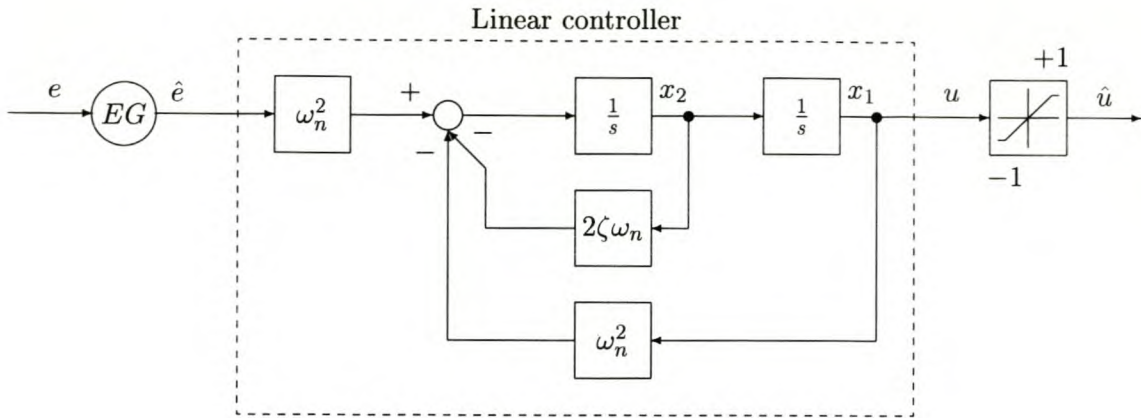 Linear controller
e
EG
ê
ω_n^2
+
−
−
1/s
x_2
1/s
x_1
u
+1
−1
û
2ζω_n
ω_n^2